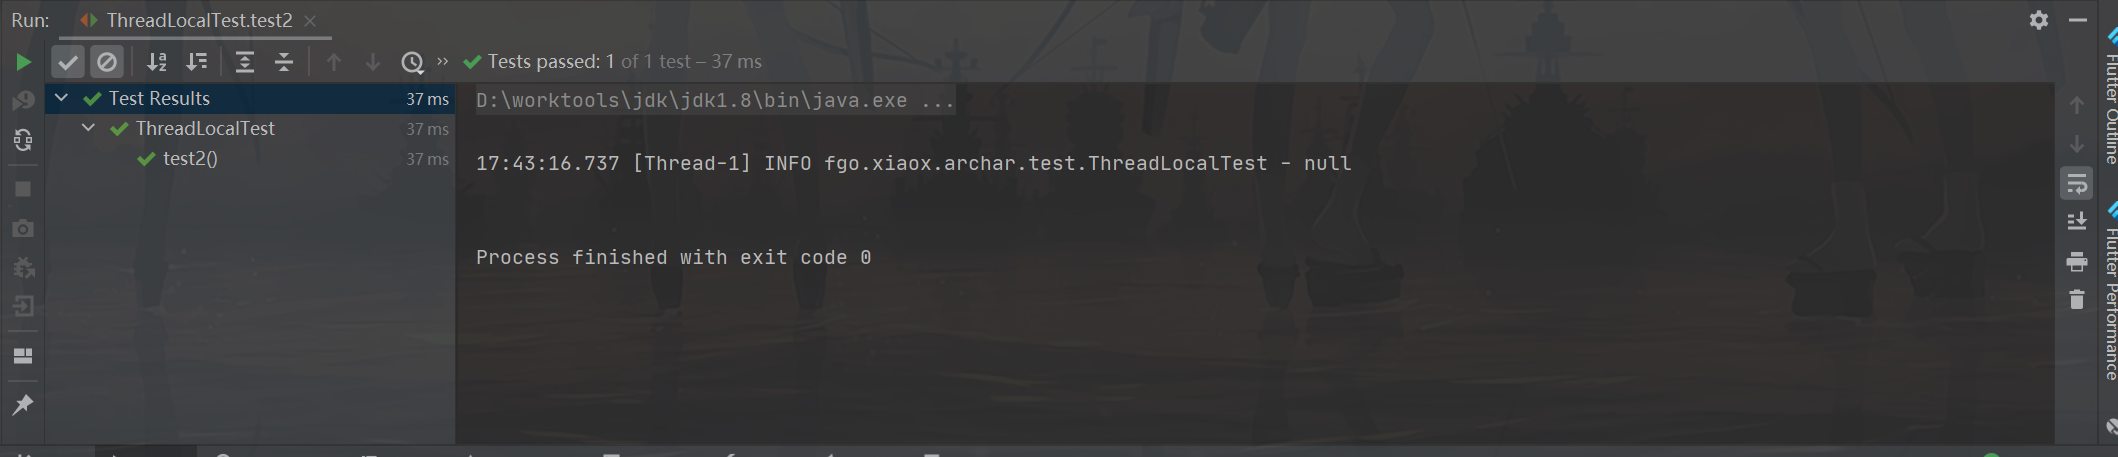 Run: ThreadLocalTest.test2
Tests passed: 1 of 1 test – 37 ms
Test Results 37 ms
ThreadLocalTest 37 ms
test2() 37 ms
D:\worktools\jdk\jdk1.8\bin\java.exe ...
17:43:16.737 [Thread-1] INFO fgo.xiaox.archar.test.ThreadLocalTest - null
Process finished with exit code 0
Flutter Outline
Flutter Performance